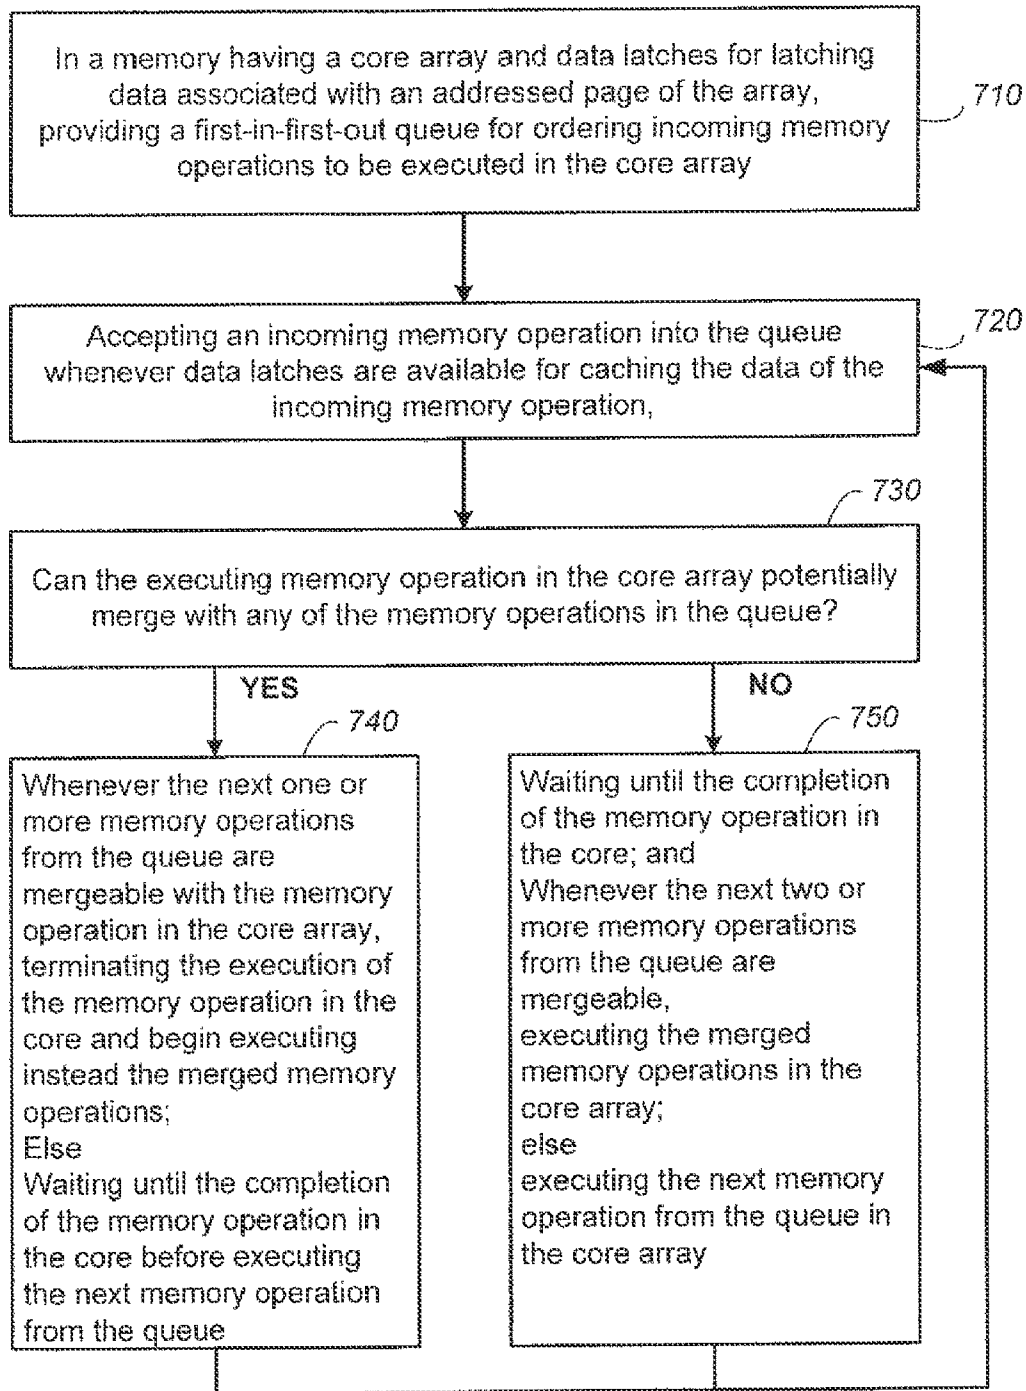 In a memory having a core array and data latches for latching
data associated with an addressed page of the array,
providing a first-in-first-out queue for ordering incoming memory
operations to be executed in the core array
710
Accepting an incoming memory operation into the queue
whenever data latches are available for caching the data of the
incoming memory operation,
720
730
Can the executing memory operation in the core array potentially
merge with any of the memory operations in the queue?
YES
NO
740
Whenever the next one or
more memory operations
from the queue are
mergeable with the memory
operation in the core array,
terminating the execution of
the memory operation in the
core and begin executing
instead the merged memory
operations;
Else
Waiting until the completion
of the memory operation in
the core before executing
the next memory operation
from the queue
750
Waiting until the completion
of the memory operation in
the core; and
Whenever the next two or
more memory operations
from the queue are
mergeable,
executing the merged
memory operations in the
core array;
else
executing the next memory
operation from the queue in
the core array